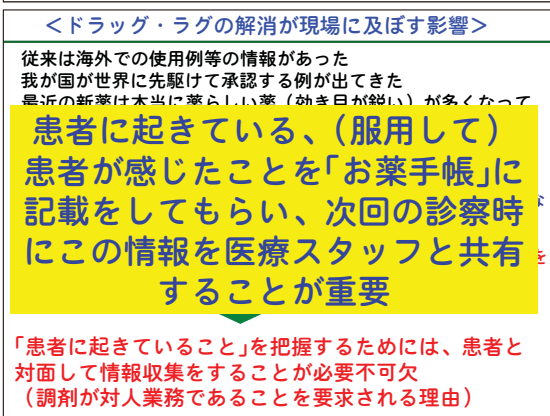 ＜ドラッグ・ラグの解消が現場に及ぼす影響＞
従来は海外での使用例等の情報があった
我が国が世界に先駆けて承認する例が出てきた
最近の新薬は本当に薬らしい薬（効き目が鋭い）が多くなって
患者に起きている、（服用して）
患者が感じたことを「お薬手帳」に
記載をしてもらい、次回の診察時
な
にこの情報を医療スタッフと共有
を
することが重要
「患者に起きていること」を把握するためには、患者と
対面して情報収集をすることが必要不可欠
（調剤が対人業務であることを要求される理由）